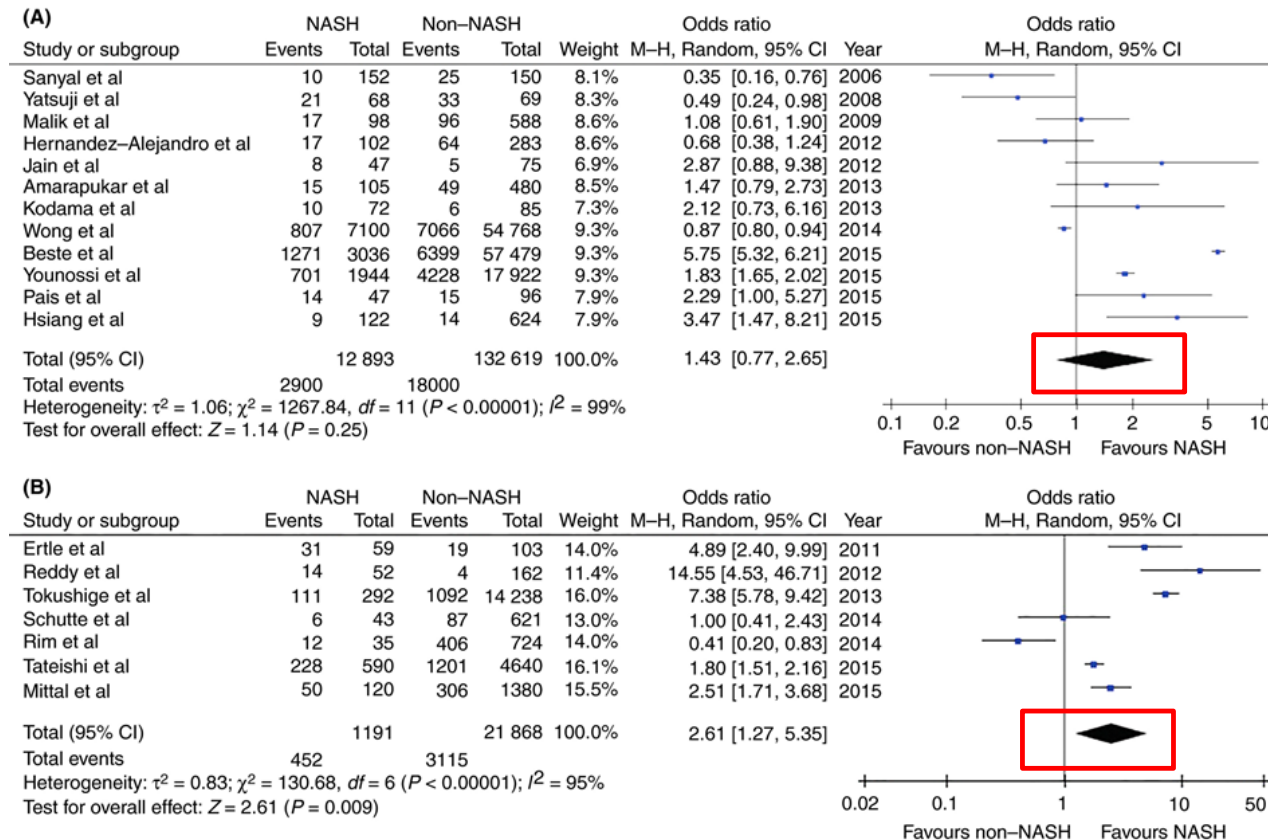 (A)
NASH Non–NASH Odds ratio Odds ratio
Study or subgroup Events Total Events Total Weight M–H, Random, 95% CI Year M–H, Random, 95% CI
Sanyal et al 10 152 25 150 8.1% 0.35 [0.16, 0.76] 2006
Yatsuji et al 21 68 33 69 8.3% 0.49 [0.24, 0.98] 2008
Malik et al 17 98 96 588 8.6% 1.08 [0.61, 1.90] 2009
Hernandez–Alejandro et al 17 102 64 283 8.6% 0.68 [0.38, 1.24] 2012
Jain et al 8 47 5 75 6.9% 2.87 [0.88, 9.38] 2012
Amarapukar et al 15 105 49 480 8.5% 1.47 [0.79, 2.73] 2013
Kodama et al 10 72 6 85 7.3% 2.12 [0.73, 6.16] 2013
Wong et al 807 7100 7066 54 768 9.3% 0.87 [0.80, 0.94] 2014
Beste et al 1271 3036 6399 57 479 9.3% 5.75 [5.32, 6.21] 2015
Younossi et al 701 1944 4228 17 922 9.3% 1.83 [1.65, 2.02] 2015
Pais et al 14 47 15 96 7.9% 2.29 [1.00, 5.27] 2015
Hsiang et al 9 122 14 624 7.9% 3.47 [1.47, 8.21] 2015
Total (95% CI) 12 893 132 619 100.0% 1.43 [0.77, 2.65]
Total events 2900 18000
Heterogeneity: τ² = 1.06; χ² = 1267.84, df = 11 (P < 0.00001); I² = 99%
Test for overall effect: Z = 1.14 (P = 0.25)
0.1 0.2 0.5 1 2 5 10
Favours non–NASH Favours NASH
(B)
NASH Non–NASH Odds ratio Odds ratio
Study or subgroup Events Total Events Total Weight M–H, Random, 95% CI Year M–H, Random, 95% CI
Ertle et al 31 59 19 103 14.0% 4.89 [2.40, 9.99] 2011
Reddy et al 14 52 4 162 11.4% 14.55 [4.53, 46.71] 2012
Tokushige et al 111 292 1092 14 238 16.0% 7.38 [5.78, 9.42] 2013
Schutte et al 6 43 87 621 13.0% 1.00 [0.41, 2.43] 2014
Rim et al 12 35 406 724 14.0% 0.41 [0.20, 0.83] 2014
Tateishi et al 228 590 1201 4640 16.1% 1.80 [1.51, 2.16] 2015
Mittal et al 50 120 306 1380 15.5% 2.51 [1.71, 3.68] 2015
Total (95% CI) 1191 21 868 100.0% 2.61 [1.27, 5.35]
Total events 452 3115
Heterogeneity: τ² = 0.83; χ² = 130.68, df = 6 (P < 0.00001); I² = 95%
Test for overall effect: Z = 2.61 (P = 0.009)
0.02 0.1 1 10 50
Favours non–NASH Favours NASH